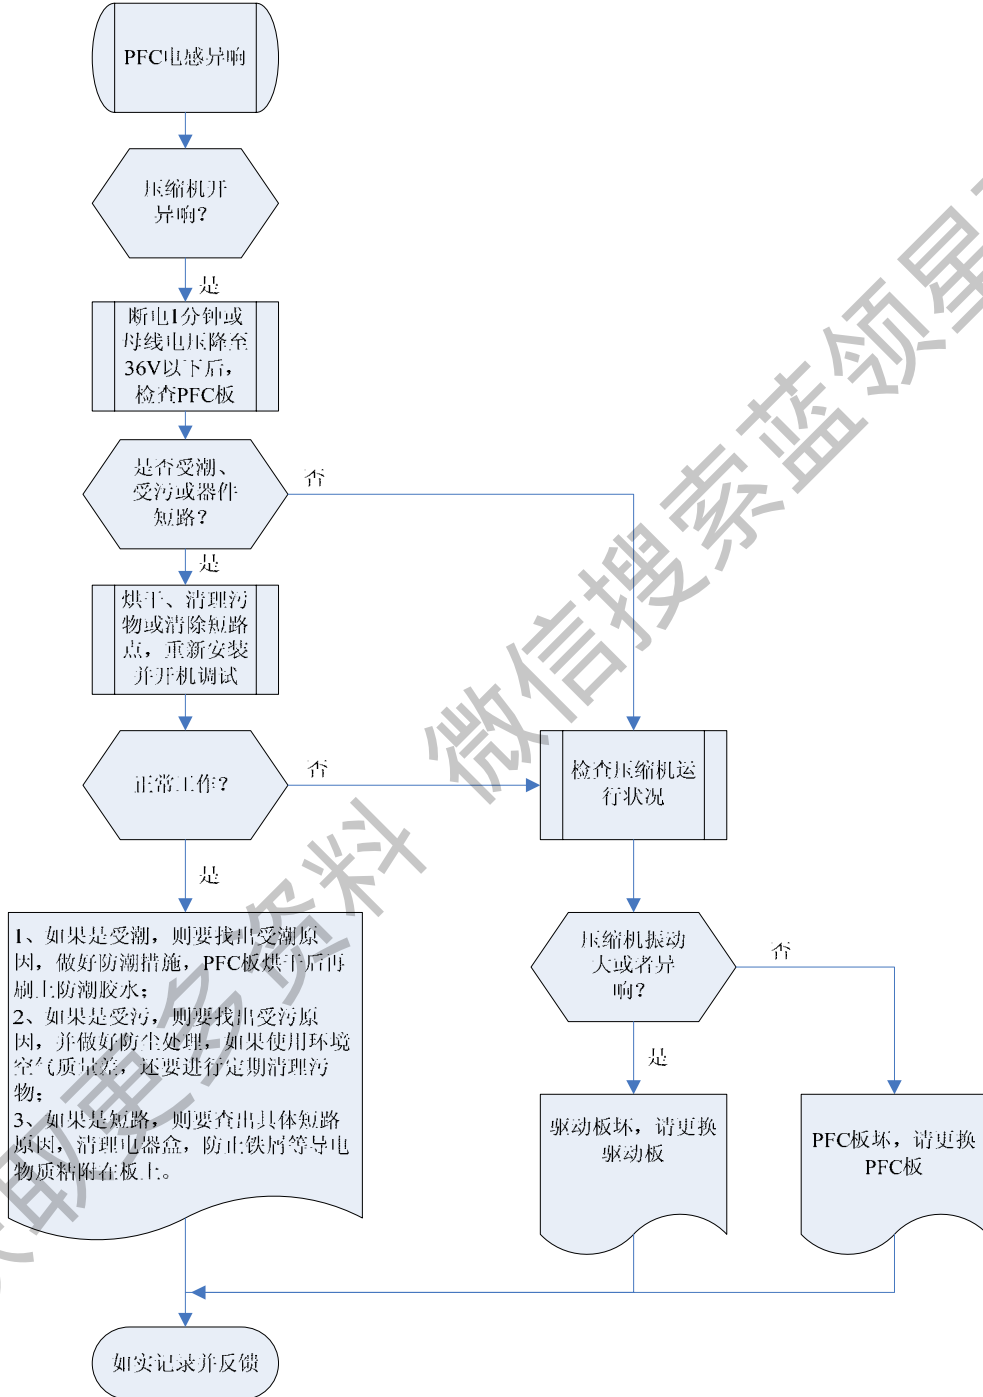 PFC电感异响
压缩机开
异响？
是
断电1分钟或
母线电压降至
36V以下后，
检查PFC板
是否受潮、
受污或器件
短路？
否
是
烘干、清理污
物或清除短路
点，重新安装
并开机调试
正常工作？
否
检查压缩机运
行状况
是
1、如果是受潮，则要找出受潮原
因，做好防潮措施，PFC板烘干后再
刷上防潮胶水；
2、如果是受污，则要找出受污原
因，并做好防尘处理，如果使用环境
空气质量差，还要进行定期清理污
物；
3、如果是短路，则要查出具体短路
原因，清理电器盒，防止铁屑等导电
物质粘附在板上。
压缩机振动
大或者异
响？
否
是
驱动板坏，请更换
驱动板
PFC板坏，请更换
PFC板
如实记录并反馈
获取更多资料 微信搜索蓝领星